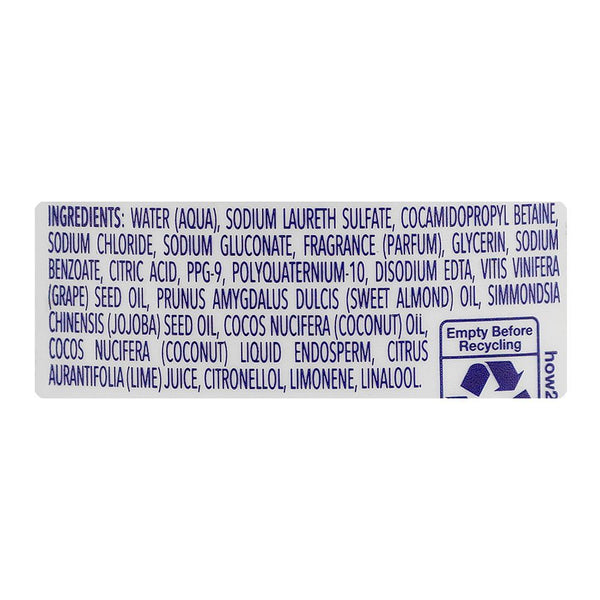 INGREDIENTS: WATER (AQUA), SODIUM LAURETH SULFATE, COCAMIDOPROPYL BETAINE,
SODIUM CHLORIDE, SODIUM GLUCONATE, FRAGRANCE (PARFUM), GLYCERIN, SODIUM
BENZOATE, CITRIC ACID, PPG-9, POLYQUATERNIUM-10, DISODIUM EDTA, VITIS VINIFERA
(GRAPE) SEED OIL, PRUNUS AMYGDALUS DULCIS (SWEET ALMOND) OIL, SIMMONDSIA
CHINENSIS (JOJOBA) SEED OIL, COCOS NUCIFERA (COCONUT) OIL,
COCOS NUCIFERA (COCONUT) LIQUID ENDOSPERM, CITRUS
AURANTIFOLIA (LIME) JUICE, CITRONELLOL, LIMONENE, LINALOOL.
Empty Before
Recycling
how2